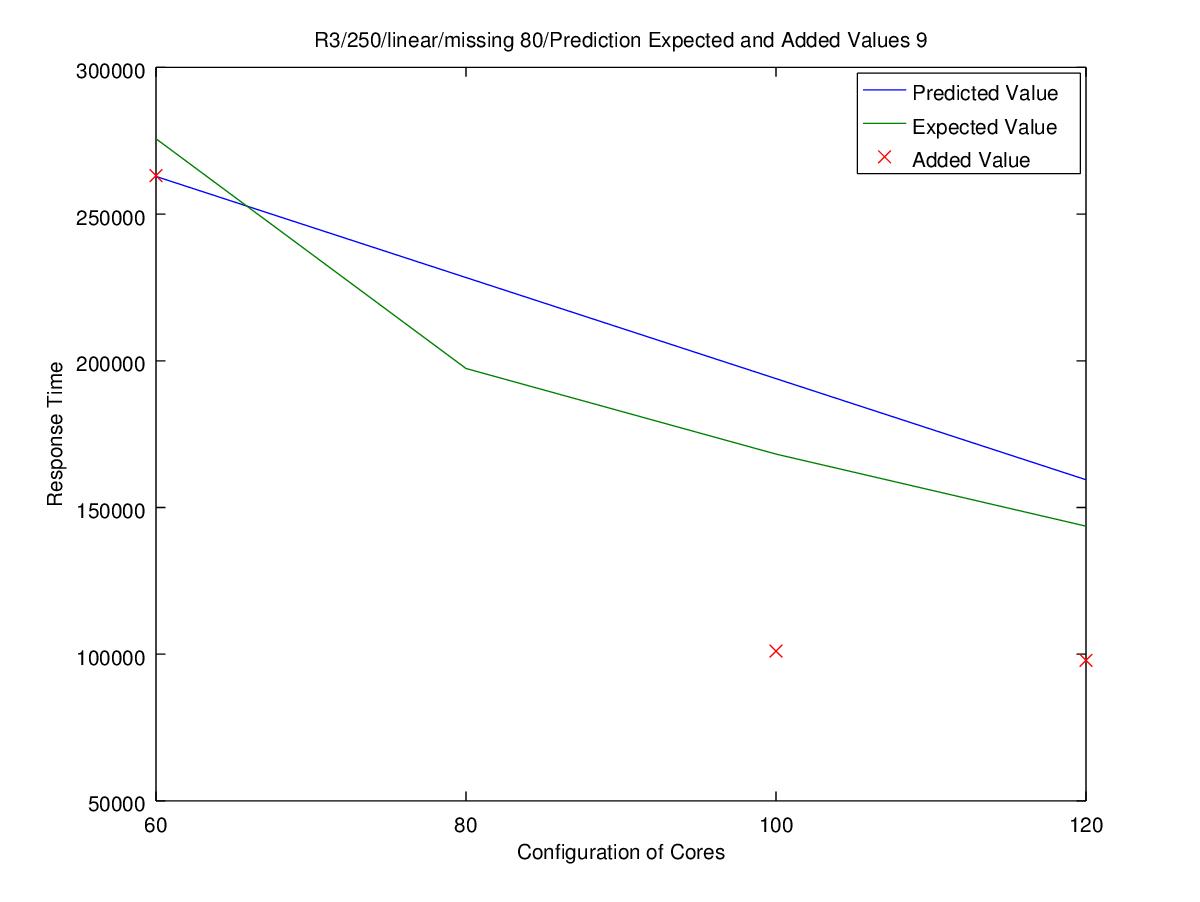 R3/250/linear/missing 80/Prediction Expected and Added Values 9
300000
250000
200000
150000
100000
50000
60
80
100
120
Response Time
Configuration of Cores
Predicted Value
Expected Value
Added Value